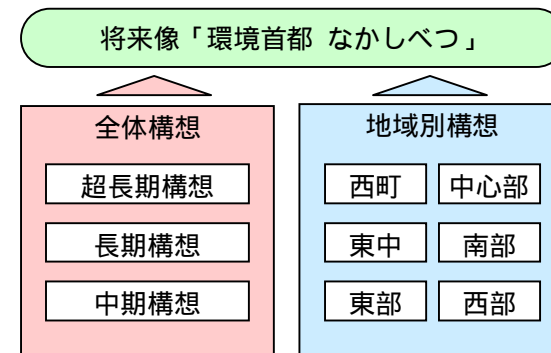 将来像「環境首都 なかしべつ」
全体構想
超長期構想
長期構想
中期構想
地域別構想
西町 中心部
東中 南部
東部 西部